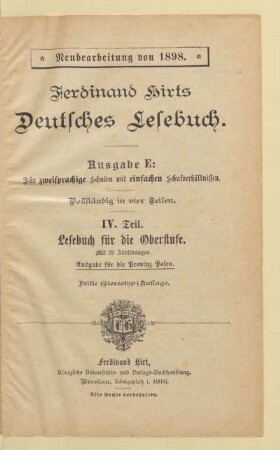 * Neubearbeitung von 1898. *
Ferdinand Hirts
Deutsches Lesebuch.
Ausgabe E:
Für zweisprachige Schulen mit einfachen Schulverhältnissen.
Vollständig in vier Teilen.
IV. Teil.
Lesebuch für die Oberstufe.
Mit 19 Abbildungen.
Ausgabe für die Provinz Posen.
Dritte (Stereotyp-)Auflage.
Ferdinand Hirt,
Königliche Universitäts- und Verlags-Buchhandlung.
Breslau, Königsplatz 1.
Alle Rechte vorbehalten.